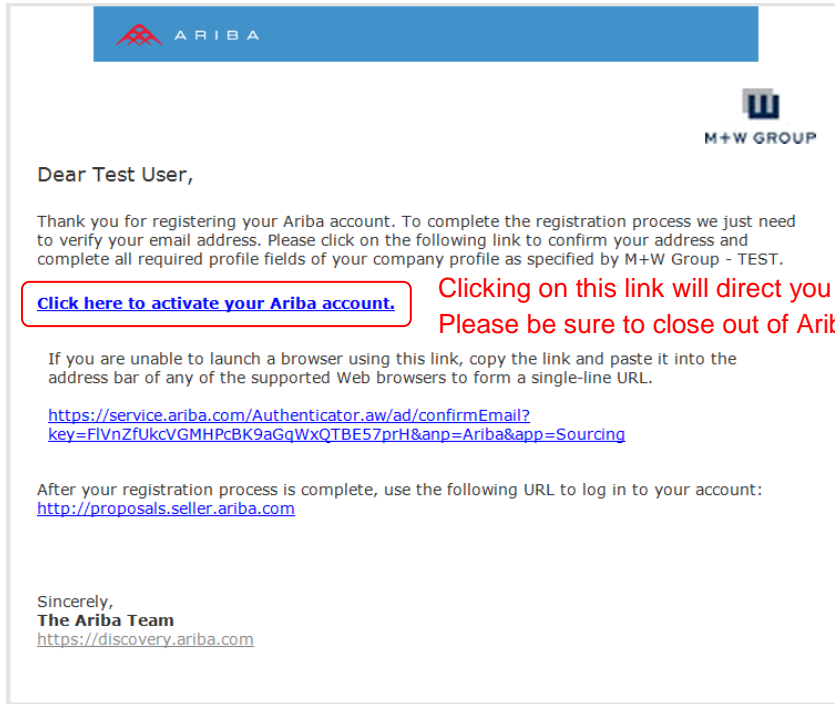 ARIBA
M+W GROUP
Dear Test User,
Thank you for registering your Ariba account. To complete the registration process we just need
to verify your email address. Please click on the following link to confirm your address and
complete all required profile fields of your company profile as specified by M+W Group - TEST.
Click here to activate your Ariba account.
Clicking on this link will direct you
Please be sure to close out of Arib
If you are unable to launch a browser using this link, copy the link and paste it into the
address bar of any of the supported Web browsers to form a single-line URL.
https://service.ariba.com/Authenticator.aw/ad/confirmEmail?
key=FlVnZfUkcVGMHPcBK9aGqWxQTBE57prH&anp=Ariba&app=Sourcing
After your registration process is complete, use the following URL to log in to your account:
http://proposals.seller.ariba.com
Sincerely,
The Ariba Team
https://discovery.ariba.com